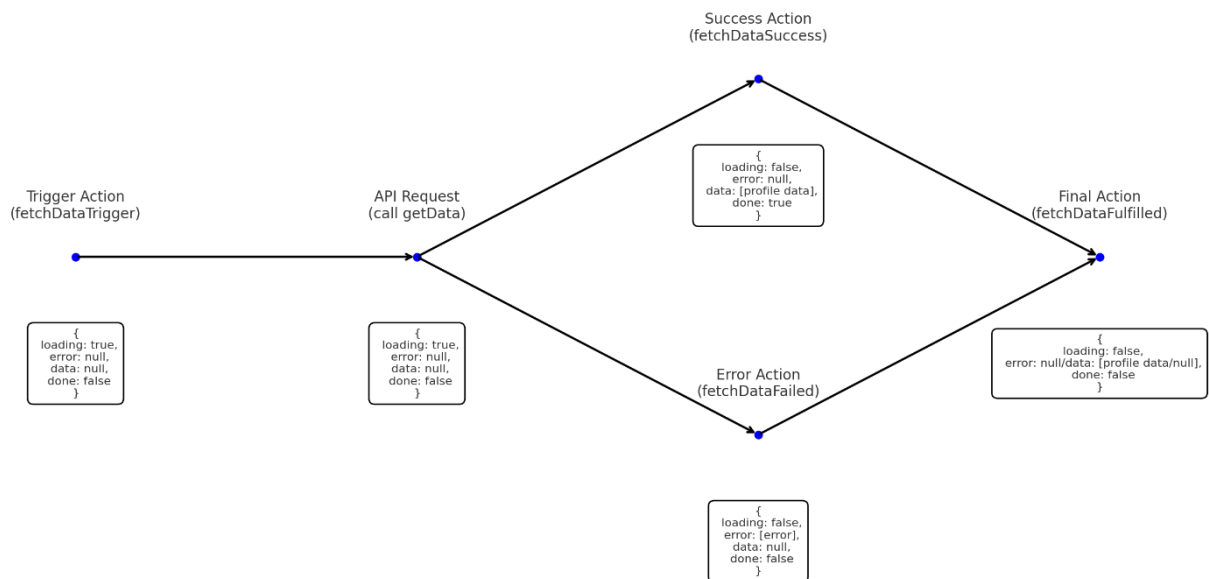 Success Action
(fetchDataSuccess)
{
loading: false,
error: null,
data: [profile data],
done: true
}
Trigger Action
(fetchDataTrigger)
{
loading: true,
error: null,
data: null,
done: false
}
API Request
(call getData)
{
loading: true,
error: null,
data: null,
done: false
}
Final Action
(fetchDataFulfilled)
{
loading: false,
error: null/data: [profile data/null],
done: false
}
Error Action
(fetchDataFailed)
{
loading: false,
error: [error],
data: null,
done: false
}